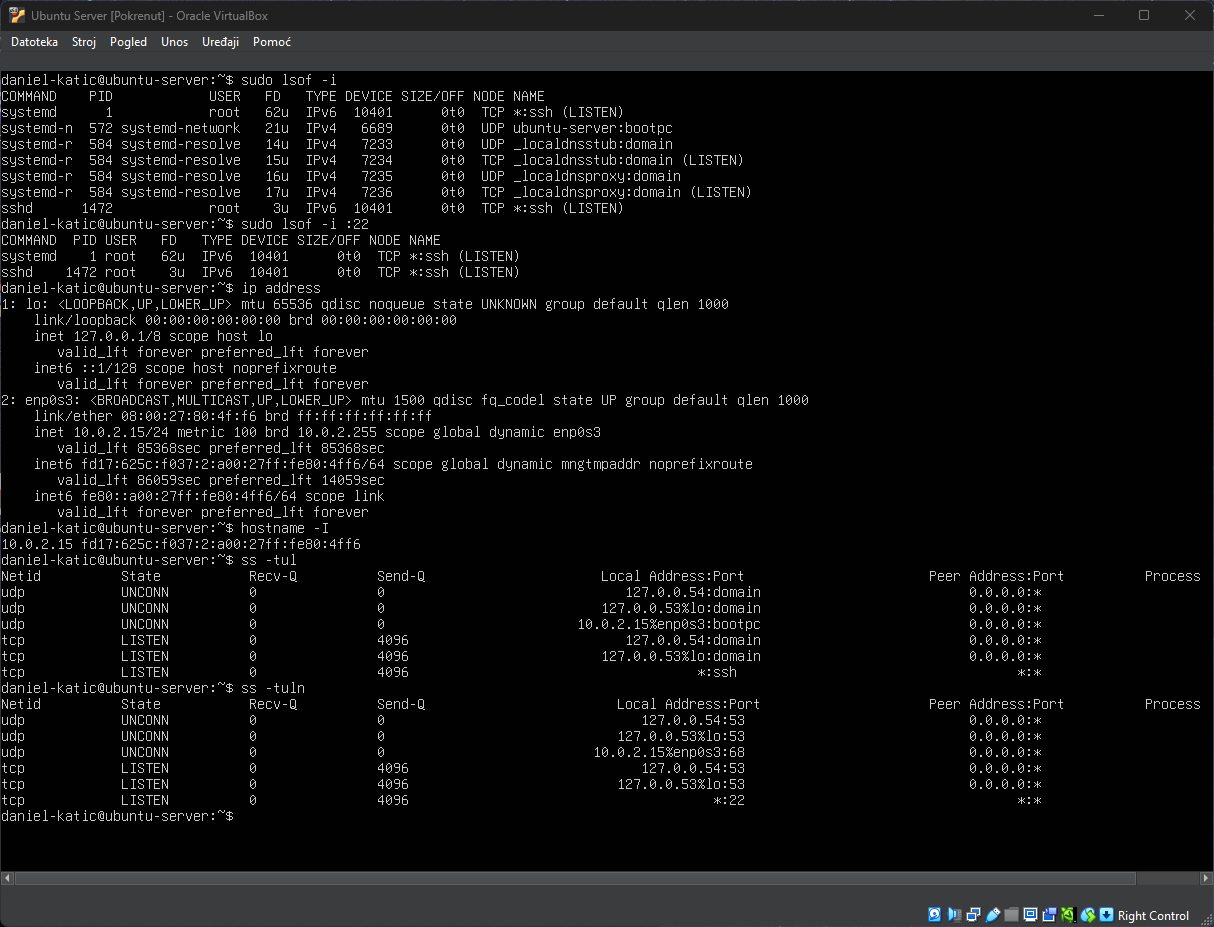 Ubuntu Server [Pokrenut] - Oracle VirtualBox
Datoteka Stroj Pogled Unos Uređaji Pomoć
daniel-katic@ubuntu-server:~$ sudo lsof -i
COMMAND PID USER FD TYPE DEVICE SIZE/OFF NODE NAME
systemd 1 root 62u IPv6 10401 0t0 TCP *:ssh (LISTEN)
systemd-n 572 systemd-network 21u IPv4 6689 0t0 UDP ubuntu-server:bootpc
systemd-r 584 systemd-resolve 14u IPv4 7233 0t0 UDP _localdnsstub:domain
systemd-r 584 systemd-resolve 15u IPv4 7234 0t0 TCP _localdnsstub:domain (LISTEN)
systemd-r 584 systemd-resolve 16u IPv4 7235 0t0 UDP _localdnsproxy:domain
systemd-r 584 systemd-resolve 17u IPv4 7236 0t0 TCP _localdnsproxy:domain (LISTEN)
sshd 1472 root 3u IPv6 10401 0t0 TCP *:ssh (LISTEN)
daniel-katic@ubuntu-server:~$ sudo lsof -i :22
COMMAND PID USER FD TYPE DEVICE SIZE/OFF NODE NAME
systemd 1 root 62u IPv6 10401 0t0 TCP *:ssh (LISTEN)
sshd 1472 root 3u IPv6 10401 0t0 TCP *:ssh (LISTEN)
daniel-katic@ubuntu-server:~$ ip address
1: lo: <LOOPBACK,UP,LOWER_UP> mtu 65536 qdisc noqueue state UNKNOWN group default qlen 1000
link/loopback 00:00:00:00:00:00 brd 00:00:00:00:00:00
inet 127.0.0.1/8 scope host lo
valid_lft forever preferred_lft forever
inet6 ::1/128 scope host noprefixroute
valid_lft forever preferred_lft forever
2: enp0s3: <BROADCAST,MULTICAST,UP,LOWER_UP> mtu 1500 qdisc fq_codel state UP group default qlen 1000
link/ether 08:00:27:80:4f:f6 brd ff:ff:ff:ff:ff:ff
inet 10.0.2.15/24 metric 100 brd 10.0.2.255 scope global dynamic enp0s3
valid_lft 85368sec preferred_lft 85368sec
inet6 fd17:625c:f037:2:a00:27ff:fe80:4ff6/64 scope global dynamic mngtmpaddr noprefixroute
valid_lft 86059sec preferred_lft 14059sec
inet6 fe80::a00:27ff:fe80:4ff6/64 scope link
valid_lft forever preferred_lft forever
daniel-katic@ubuntu-server:~$ hostname -I
10.0.2.15 fd17:625c:f037:2:a00:27ff:fe80:4ff6
daniel-katic@ubuntu-server:~$ ss -tul
Netid State Recv-Q Send-Q Local Address:Port Peer Address:Port Process
udp UNCONN 0 0 127.0.0.54:domain 0.0.0.0:*
udp UNCONN 0 0 127.0.0.53%lo:domain 0.0.0.0:*
udp UNCONN 0 0 10.0.2.15%enp0s3:bootpc 0.0.0.0:*
tcp LISTEN 0 4096 127.0.0.54:domain 0.0.0.0:*
tcp LISTEN 0 4096 127.0.0.53%lo:domain 0.0.0.0:*
tcp LISTEN 0 4096 *:ssh *:*
daniel-katic@ubuntu-server:~$ ss -tuln
Netid State Recv-Q Send-Q Local Address:Port Peer Address:Port Process
udp UNCONN 0 0 127.0.0.54:53 0.0.0.0:*
udp UNCONN 0 0 127.0.0.53%lo:53 0.0.0.0:*
udp UNCONN 0 0 10.0.2.15%enp0s3:68 0.0.0.0:*
tcp LISTEN 0 4096 127.0.0.54:53 0.0.0.0:*
tcp LISTEN 0 4096 127.0.0.53%lo:53 0.0.0.0:*
tcp LISTEN 0 4096 *:22 *:*
daniel-katic@ubuntu-server:~$
Right Control